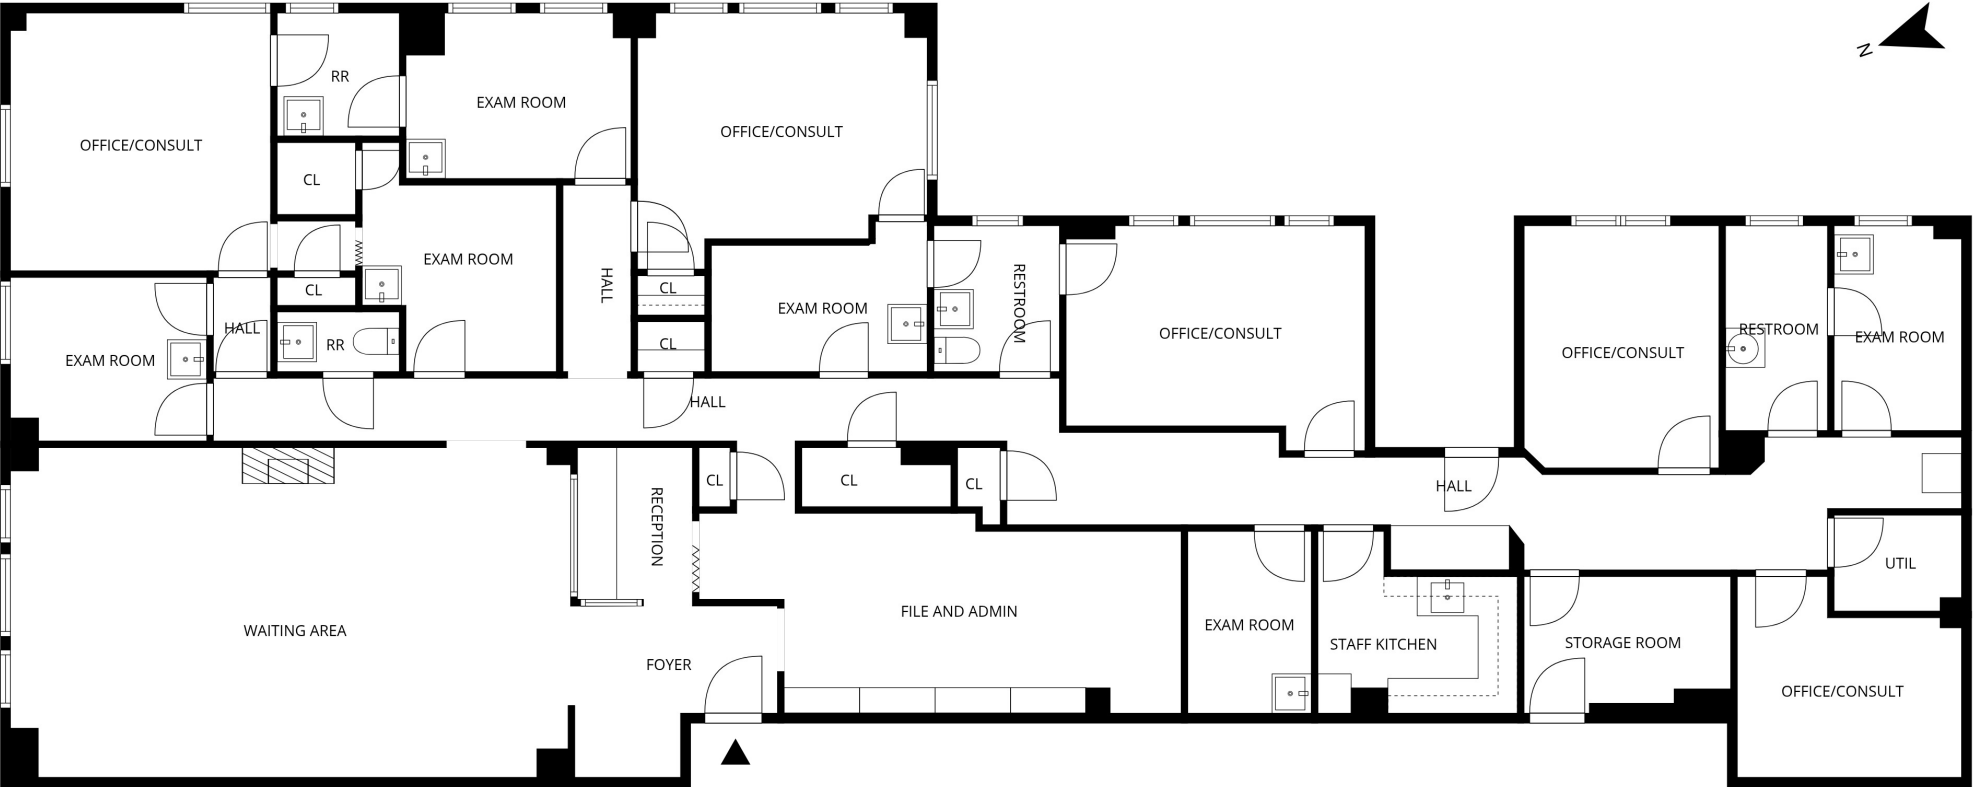 N
RR
EXAM ROOM
OFFICE/CONSULT
OFFICE/CONSULT
CL
EXAM ROOM
CL
HALL
CL
EXAM ROOM
RESTROOM
OFFICE/CONSULT
OFFICE/CONSULT
RESTROOM
EXAM ROOM
HALL
RR
CL
EXAM ROOM
HALL
CL
CL
CL
HALL
RECEPTION
UTIL
WAITING AREA
FILE AND ADMIN
EXAM ROOM
STAFF KITCHEN
STORAGE ROOM
FOYER
OFFICE/CONSULT